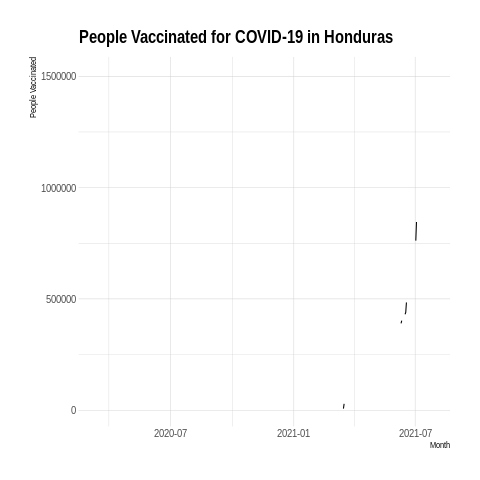 People Vaccinated for COVID-19 in Honduras
People Vaccinated
1500000
1000000
500000
0
2020-07
2021-01
2021-07
Month